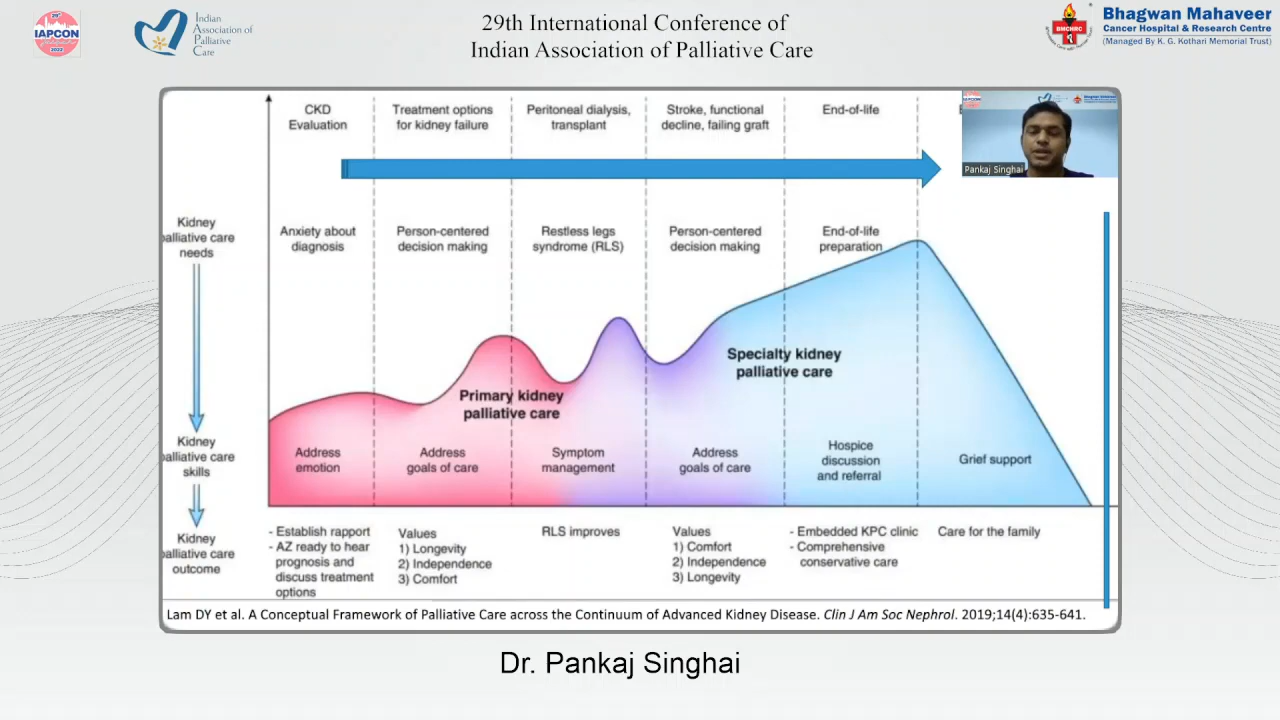 29th International Conference of
Indian Association of Palliative Care
IAPCON
2022
Indian
Association of
Palliative
Care
BMCHRC
Bhagwan Mahaveer
Cancer Hospital & Research Centre
(Managed By K. G. Kothari Memorial Trust)
CKD
Evaluation
Treatment options
for kidney failure
Peritoneal dialysis,
transplant
Stroke, functional
decline, failing graft
End-of-life
Pankaj Singhai
Kidney
alliative care
needs
Anxiety about
diagnosis
Person-centered
decision making
Restless legs
syndrome (RLS)
Person-centered
decision making
End-of-life
preparation
Primary kidney
palliative care
Specialty kidney
palliative care
Kidney
alliative care
skills
Address
emotion
Address
goals of care
Symptom
management
Address
goals of care
Hospice
discussion
and referral
Grief support
Kidney
alliative care
outcome
- Establish rapport
- AZ ready to hear
prognosis and
discuss treatment
options
Values
1) Longevity
2) Independence
3) Comfort
RLS improves
Values
1) Comfort
2) Independence
3) Longevity
- Embedded KPC clinic
- Comprehensive
conservative care
Care for the family
Lam DY et al. A Conceptual Framework of Palliative Care across the Continuum of Advanced Kidney Disease. Clin J Am Soc Nephrol. 2019;14(4):635-641.
Dr. Pankaj Singhai